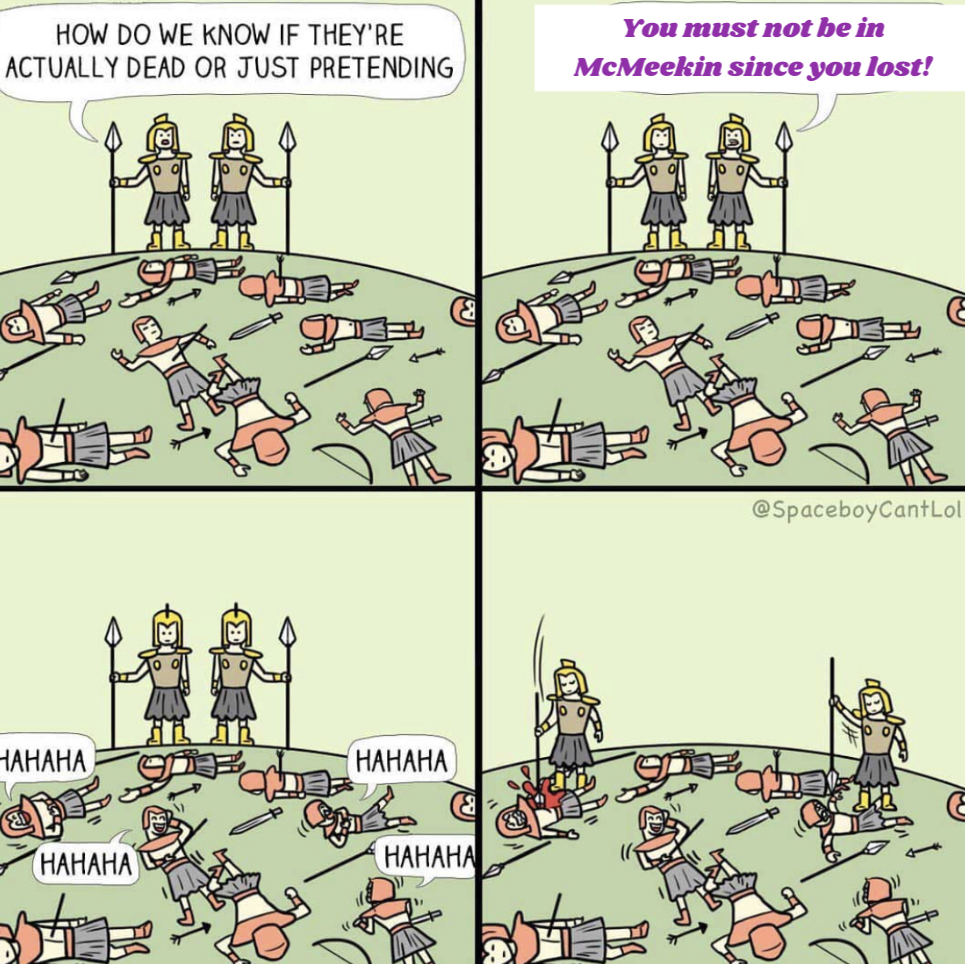 HOW DO WE KNOW IF THEY'RE
ACTUALLY DEAD OR JUST PRETENDING
You must not be in
McMeekin since you lost!
HAHAHA
HAHAHA
HAHAHA
HAHAHA
@SpaceboyCantLol